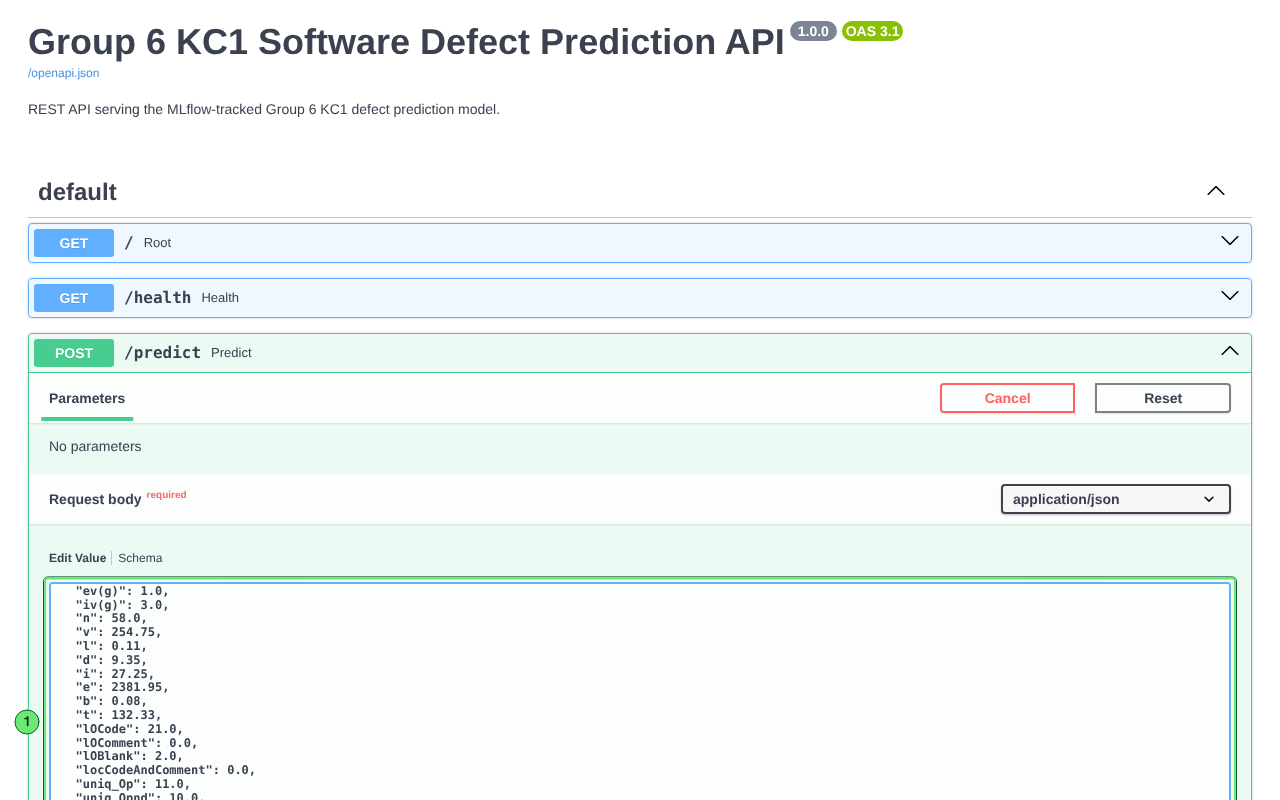 Group 6 KC1 Software Defect Prediction API 1.0.0 OAS 3.1
/openapi.json
REST API serving the MLflow-tracked Group 6 KC1 defect prediction model.
default
GET / Root
GET /health Health
POST /predict Predict
Parameters Cancel Reset
No parameters
Request body required application/json
Edit Value Schema
"ev(g)": 1.0,
"iv(g)": 3.0,
"n": 58.0,
"v": 254.75,
"l": 0.11,
"d": 9.35,
"i": 27.25,
"e": 2381.95,
"b": 0.08,
"t": 132.33,
1
"lOCode": 21.0,
"lOComment": 0.0,
"lOBlank": 2.0,
"locCodeAndComment": 0.0,
"uniq_Op": 11.0,
"uniq_Opnd": 10.0,